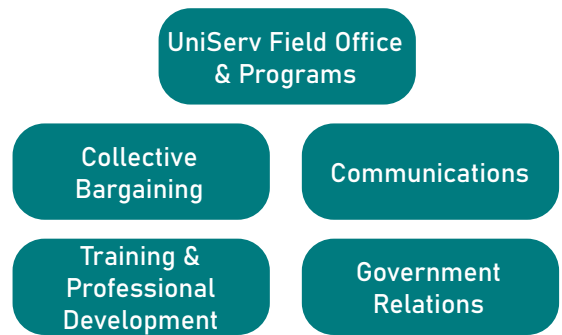 UniServ Field Office
& Programs
Collective
Bargaining
Communications
Training &
Professional
Development
Government
Relations